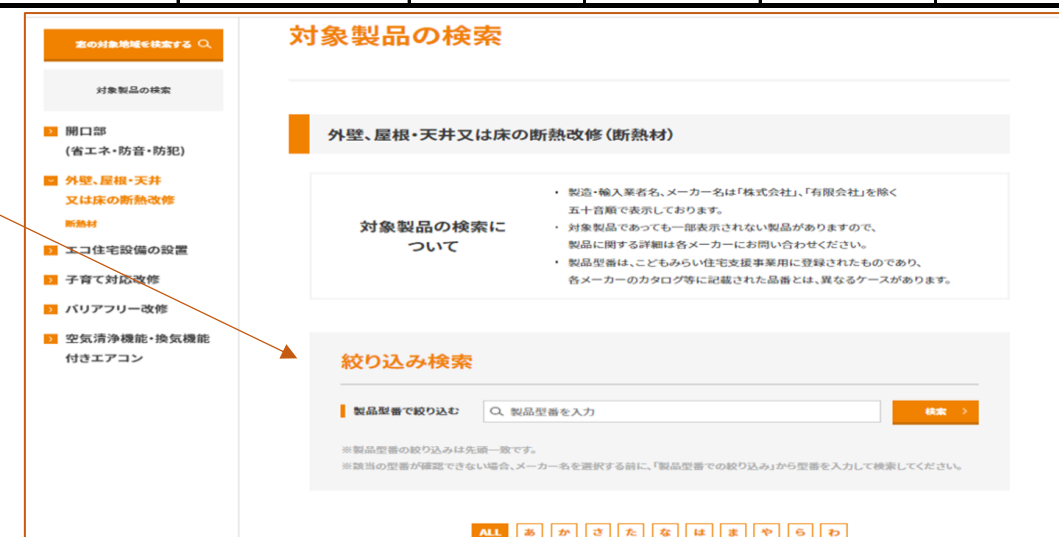 窓の対象地域を検索する
対象製品の検索
開口部
(省エネ・防音・防犯)
外壁、屋根・天井
又は床の断熱改修
断熱材
エコ住宅設備の設置
子育て対応改修
バリアフリー改修
空気清浄機能・換気機能
付きエアコン
対象製品の検索
外壁、屋根・天井又は床の断熱改修(断熱材)
対象製品の検索に
ついて
・ 製造・輸入業者名、メーカー名は「株式会社」、「有限会社」を除く
五十音順で表示しております。
・ 対象製品であっても一部表示されない製品がありますので、
製品に関する詳細は各メーカーにお問い合わせください。
・ 製品型番は、こどもみらい住宅支援事業用に登録されたものであり、
各メーカーのカタログ等に記載された品番とは、異なるケースがあります。
絞り込み検索
製品型番で絞り込む
製品型番を入力
検索
※製品型番の絞り込みは先頭一致です。
※該当の型番が確認できない場合、メーカー名を選択する前に、「製品型番での絞り込み」から型番を入力して検索してください。
ALL あ か さ た な は ま や ら わ